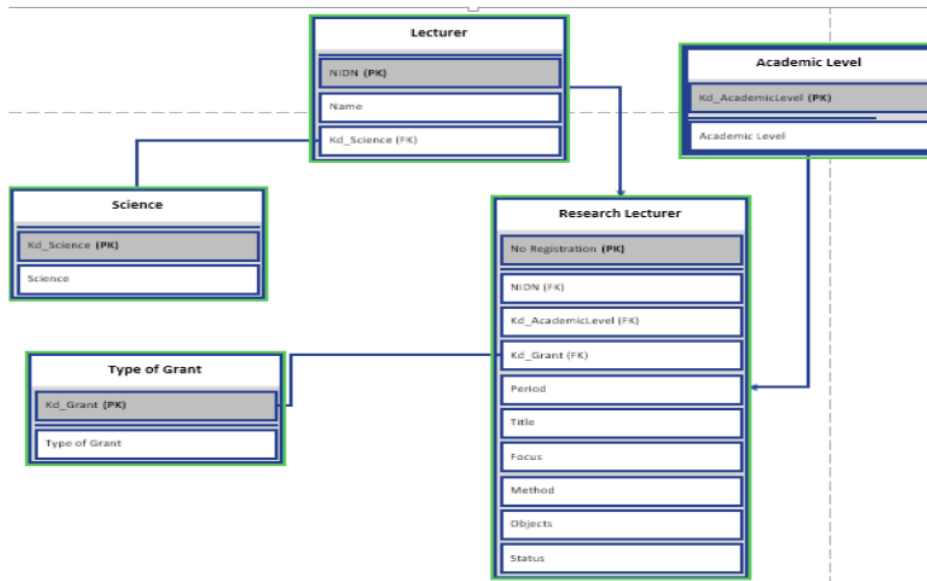 Lecturer
NIDN (PK)
Name
Kd_Science (FK)
Academic Level
Kd_AcademicLevel (PK)
Academic Level
Science
Kd_Science (PK)
Science
Research Lecturer
No Registration (PK)
NIDN (FK)
Kd_AcademicLevel (FK)
Kd_Grant (FK)
Period
Title
Focus
Method
Objects
Status
Type of Grant
Kd_Grant (PK)
Type of Grant